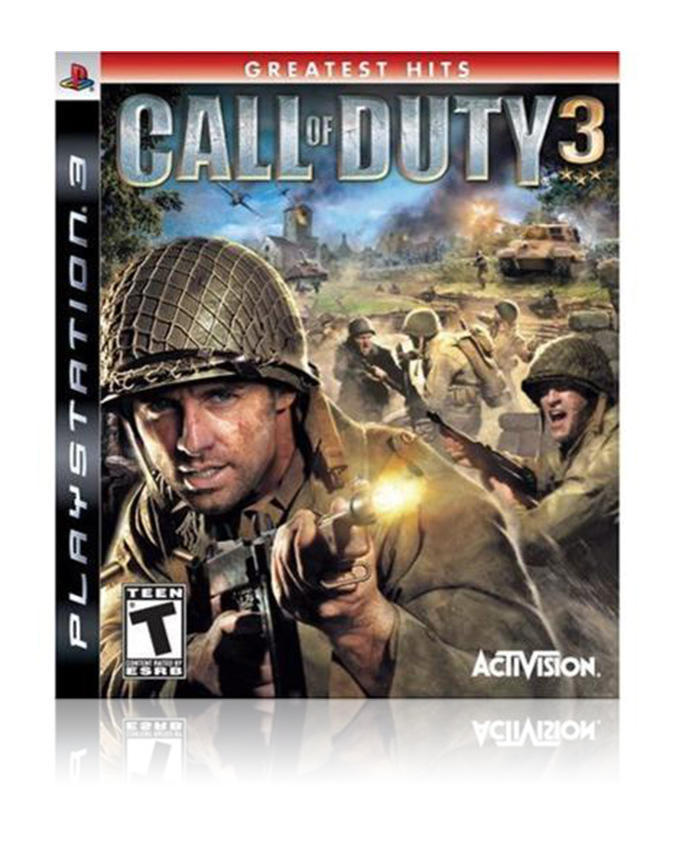 GREATEST HITS
CALL OF DUTY 3
PLAYSTATION® 3
TEEN
T
CONTENT RATED BY
ESRB
ACTIVISION.